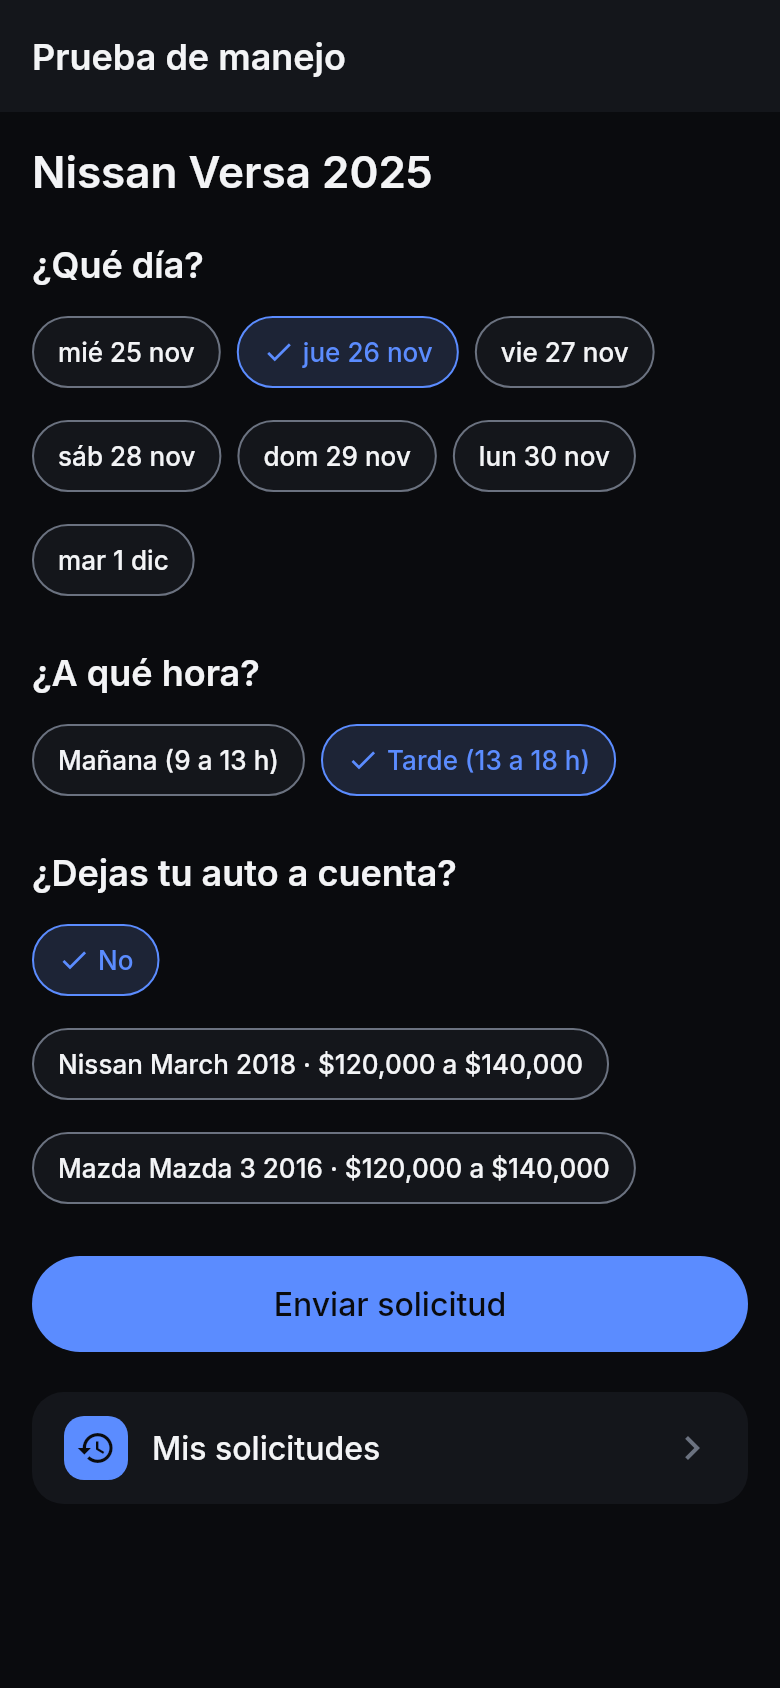 Prueba de manejo
Nissan Versa 2025
¿Qué día?
mié 25 nov
jue 26 nov
vie 27 nov
sáb 28 nov
dom 29 nov
lun 30 nov
mar 1 dic
¿A qué hora?
Mañana (9 a 13 h)
Tarde (13 a 18 h)
¿Dejas tu auto a cuenta?
No
Nissan March 2018 · $120,000 a $140,000
Mazda Mazda 3 2016 · $120,000 a $140,000
Enviar solicitud
Mis solicitudes